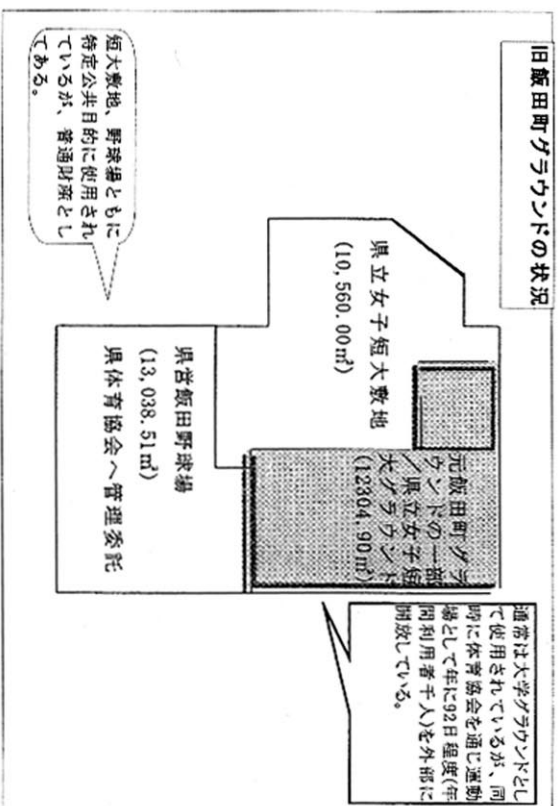 旧飯田町グラウンドの状況
通常は大学グラウンドとし
て使用されているが、同
時に体育協会を通じ運動
場として年に92日程度(年
間利用者千人)を外部に
開放している。
元飯田町グラ
ウンドの一部
／県立女子短
大グラウンド
(12304.90㎡)
県立女子短大敷地
(10,560.00㎡)
県営飯田野球場
(13,038.51㎡)
県体育協会へ管理委託
短大敷地、野球場ともに
特定公共目的に使用され
ているが、普通財産とし
てある。